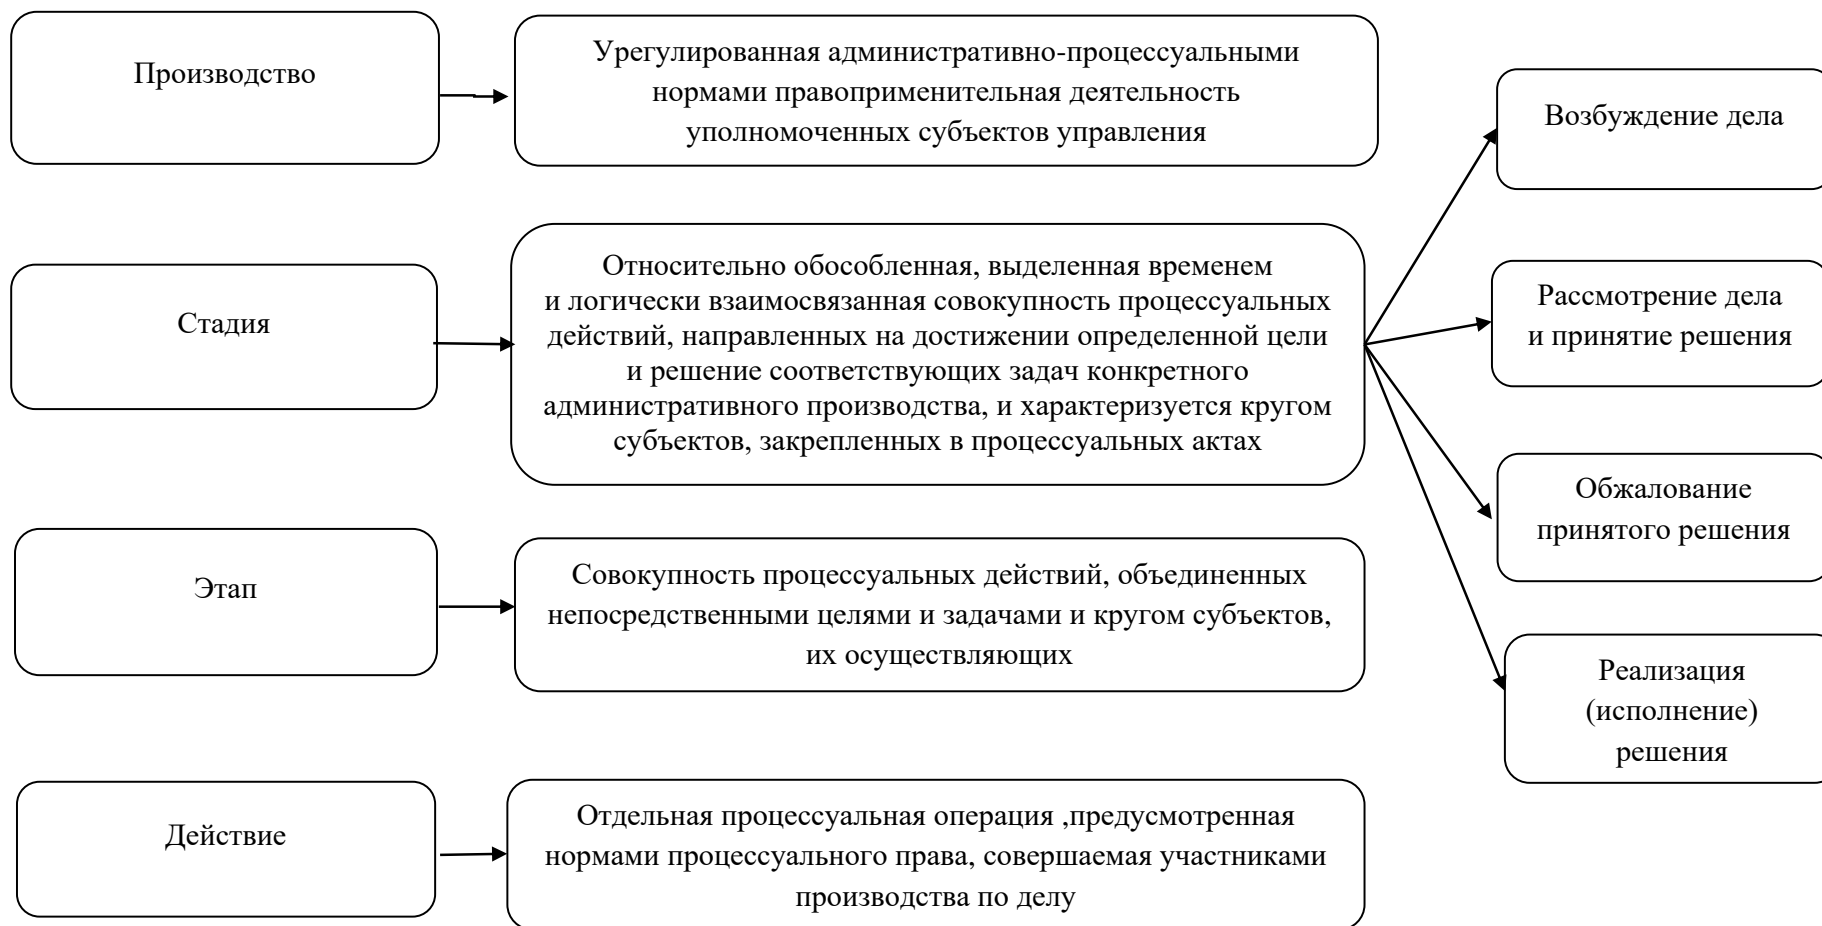 Производство
Урегулированная административно-процессуальными
нормами правоприменительная деятельность
уполномоченных субъектов управления
Стадия
Относительно обособленная, выделенная временем
и логически взаимосвязанная совокупность процессуальных
действий, направленных на достижении определенной цели
и решение соответствующих задач конкретного
административного производства, и характеризуется кругом
субъектов, закрепленных в процессуальных актах
Возбуждение дела
Рассмотрение дела
и принятие решения
Обжалование
принятого решения
Реализация
(исполнение)
решения
Этап
Совокупность процессуальных действий, объединенных
непосредственными целями и задачами и кругом субъектов,
их осуществляющих
Действие
Отдельная процессуальная операция ,предусмотренная
нормами процессуального права, совершаемая участниками
производства по делу